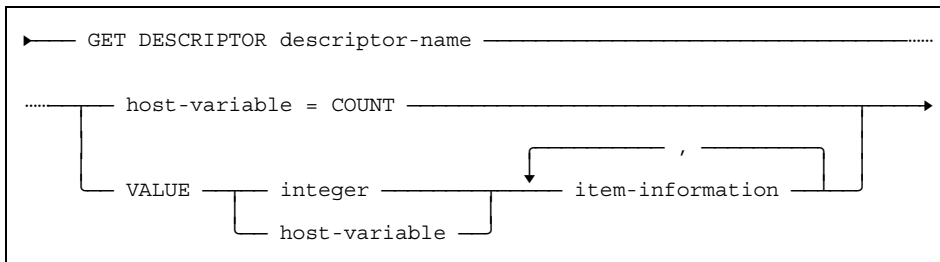 GET DESCRIPTOR descriptor-name
host-variable = COUNT
,
VALUE integer item-information
host-variable